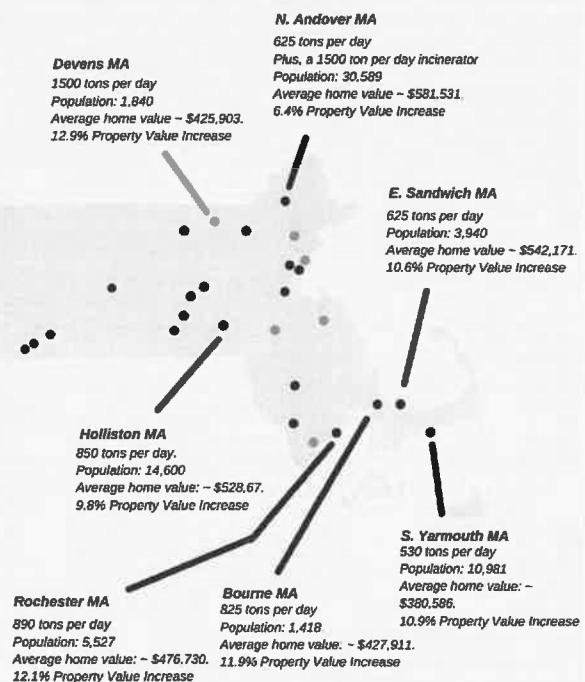 N. Andover MA
625 tons per day
Plus, a 1500 ton per day incinerator
Population: 30,589
Average home value ~ $581.531.
6.4% Property Value Increase
Devens MA
1500 tons per day
Population: 1,840
Average home value ~ $425,903.
12.9% Property Value Increase
E. Sandwich MA
625 tons per day
Population: 3,940
Average home value ~ $542,171.
10.6% Property Value Increase
Holliston MA
850 tons per day.
Population: 14,600
Average home value: ~ $528,67.
9.8% Property Value Increase
S. Yarmouth MA
530 tons per day
Population: 10,981
Average home value: ~
$380,586.
10.9% Property Value Increase
Rochester MA
890 tons per day
Population: 5,527
Average home value: ~ $476,730.
12.1% Property Value Increase
Bourne MA
825 tons per day
Population: 1,418
Average home value: ~ $427,911.
11.9% Property Value Increase